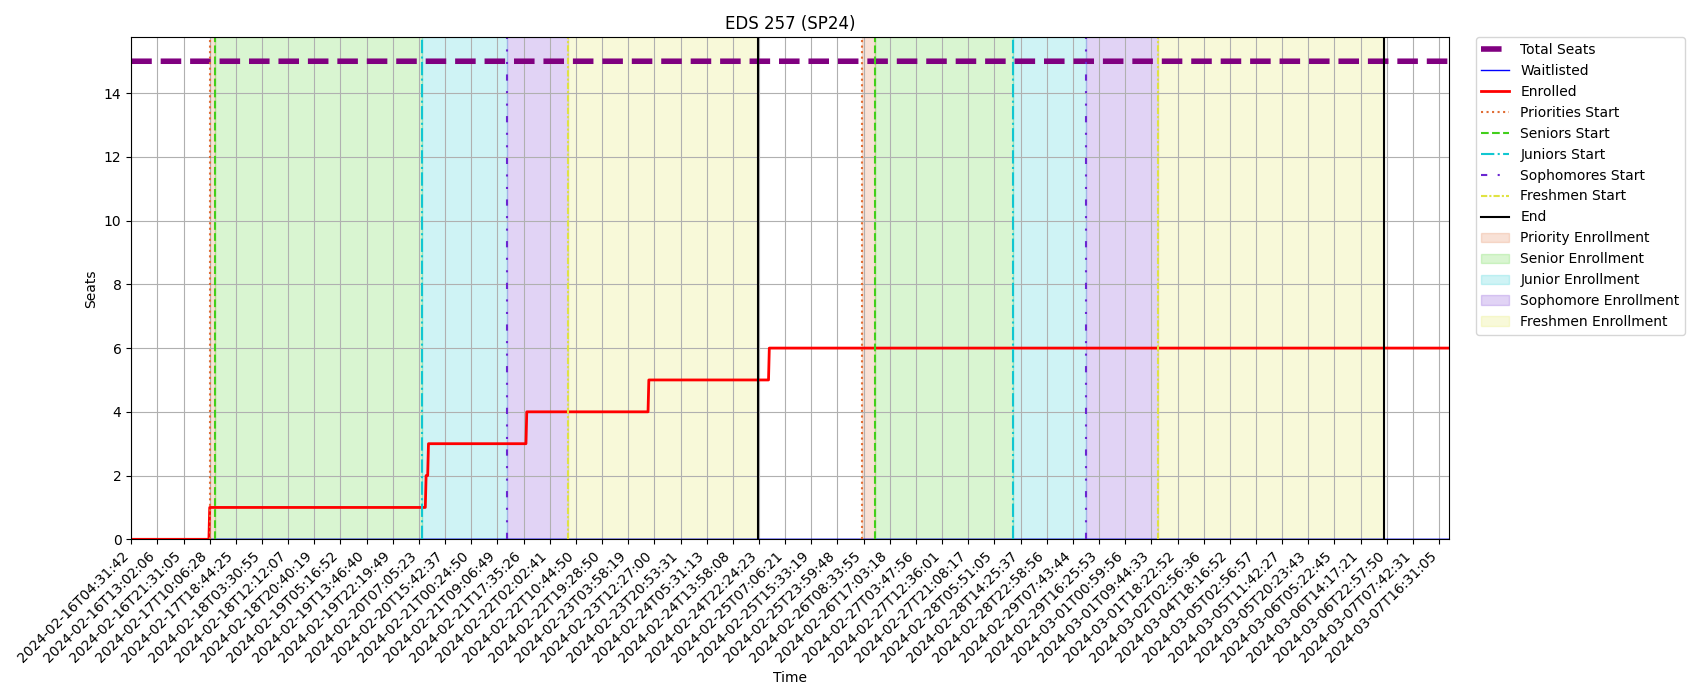 EDS 257 (SP24)
Seats
14
12
10
8
6
4
2
0
2024-02-16T04:31:42
2024-02-16T13:02:06
2024-02-16T21:31:05
2024-02-17T10:06:28
2024-02-17T18:44:25
2024-02-18T03:30:55
2024-02-18T12:12:07
2024-02-18T20:40:19
2024-02-19T05:16:52
2024-02-19T13:46:40
2024-02-19T22:19:49
2024-02-20T07:05:23
2024-02-20T15:42:37
2024-02-21T00:24:50
2024-02-21T09:06:49
2024-02-21T17:35:26
2024-02-22T02:02:41
2024-02-22T10:44:50
2024-02-22T19:28:50
2024-02-23T03:58:19
2024-02-23T12:27:00
2024-02-23T20:53:31
2024-02-24T05:31:13
2024-02-24T13:58:08
2024-02-24T22:24:23
2024-02-25T07:06:21
2024-02-25T15:33:19
2024-02-25T23:59:48
2024-02-26T08:33:55
2024-02-26T17:03:18
2024-02-27T03:47:56
2024-02-27T12:36:01
2024-02-27T21:08:17
2024-02-28T05:51:05
2024-02-28T14:25:37
2024-02-28T22:58:56
2024-02-29T07:43:44
2024-02-29T16:25:53
2024-03-01T00:59:56
2024-03-01T09:44:33
2024-03-01T18:22:52
2024-03-02T02:56:36
2024-03-04T18:16:52
2024-03-05T02:56:57
2024-03-05T11:42:27
2024-03-05T20:23:43
2024-03-06T05:22:45
2024-03-06T14:17:21
2024-03-06T22:57:50
2024-03-07T07:42:31
2024-03-07T16:31:05
Time
Total Seats
Waitlisted
Enrolled
Priorities Start
Seniors Start
Juniors Start
Sophomores Start
Freshmen Start
End
Priority Enrollment
Senior Enrollment
Junior Enrollment
Sophomore Enrollment
Freshmen Enrollment